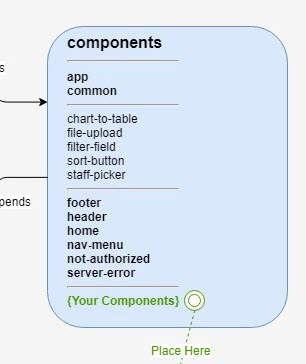 components
s
app
common
chart-to-table
file-upload
filter-field
sort-button
staff-picker
pends
footer
header
home
nav-menu
not-authorized
server-error
{Your Components}
Place Here